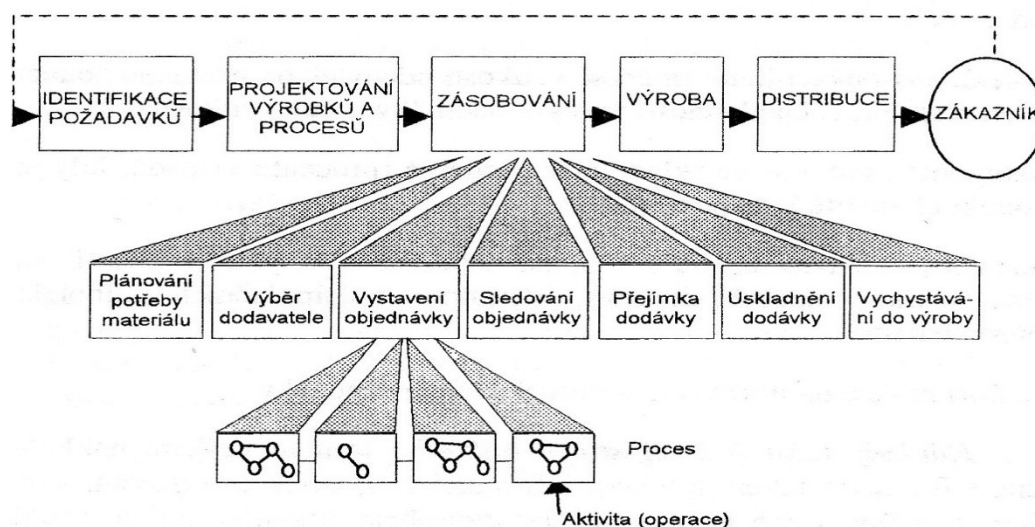 IDENTIFIKACE
POŽADAVKŮ
PROJEKTOVÁNÍ
VÝROBKŮ A
PROCESŮ
ZÁSOBOVÁNÍ
VÝROBA
DISTRIBUCE
ZÁKAZNÍK
Plánování
potřeby
materiálu
Výběr
dodavatele
Vystavení
objednávky
Sledování
objednávky
Přejímka
dodávky
Uskladnění
dodávky
Vychystává-
ní do výroby
Proces
Aktivita (operace)